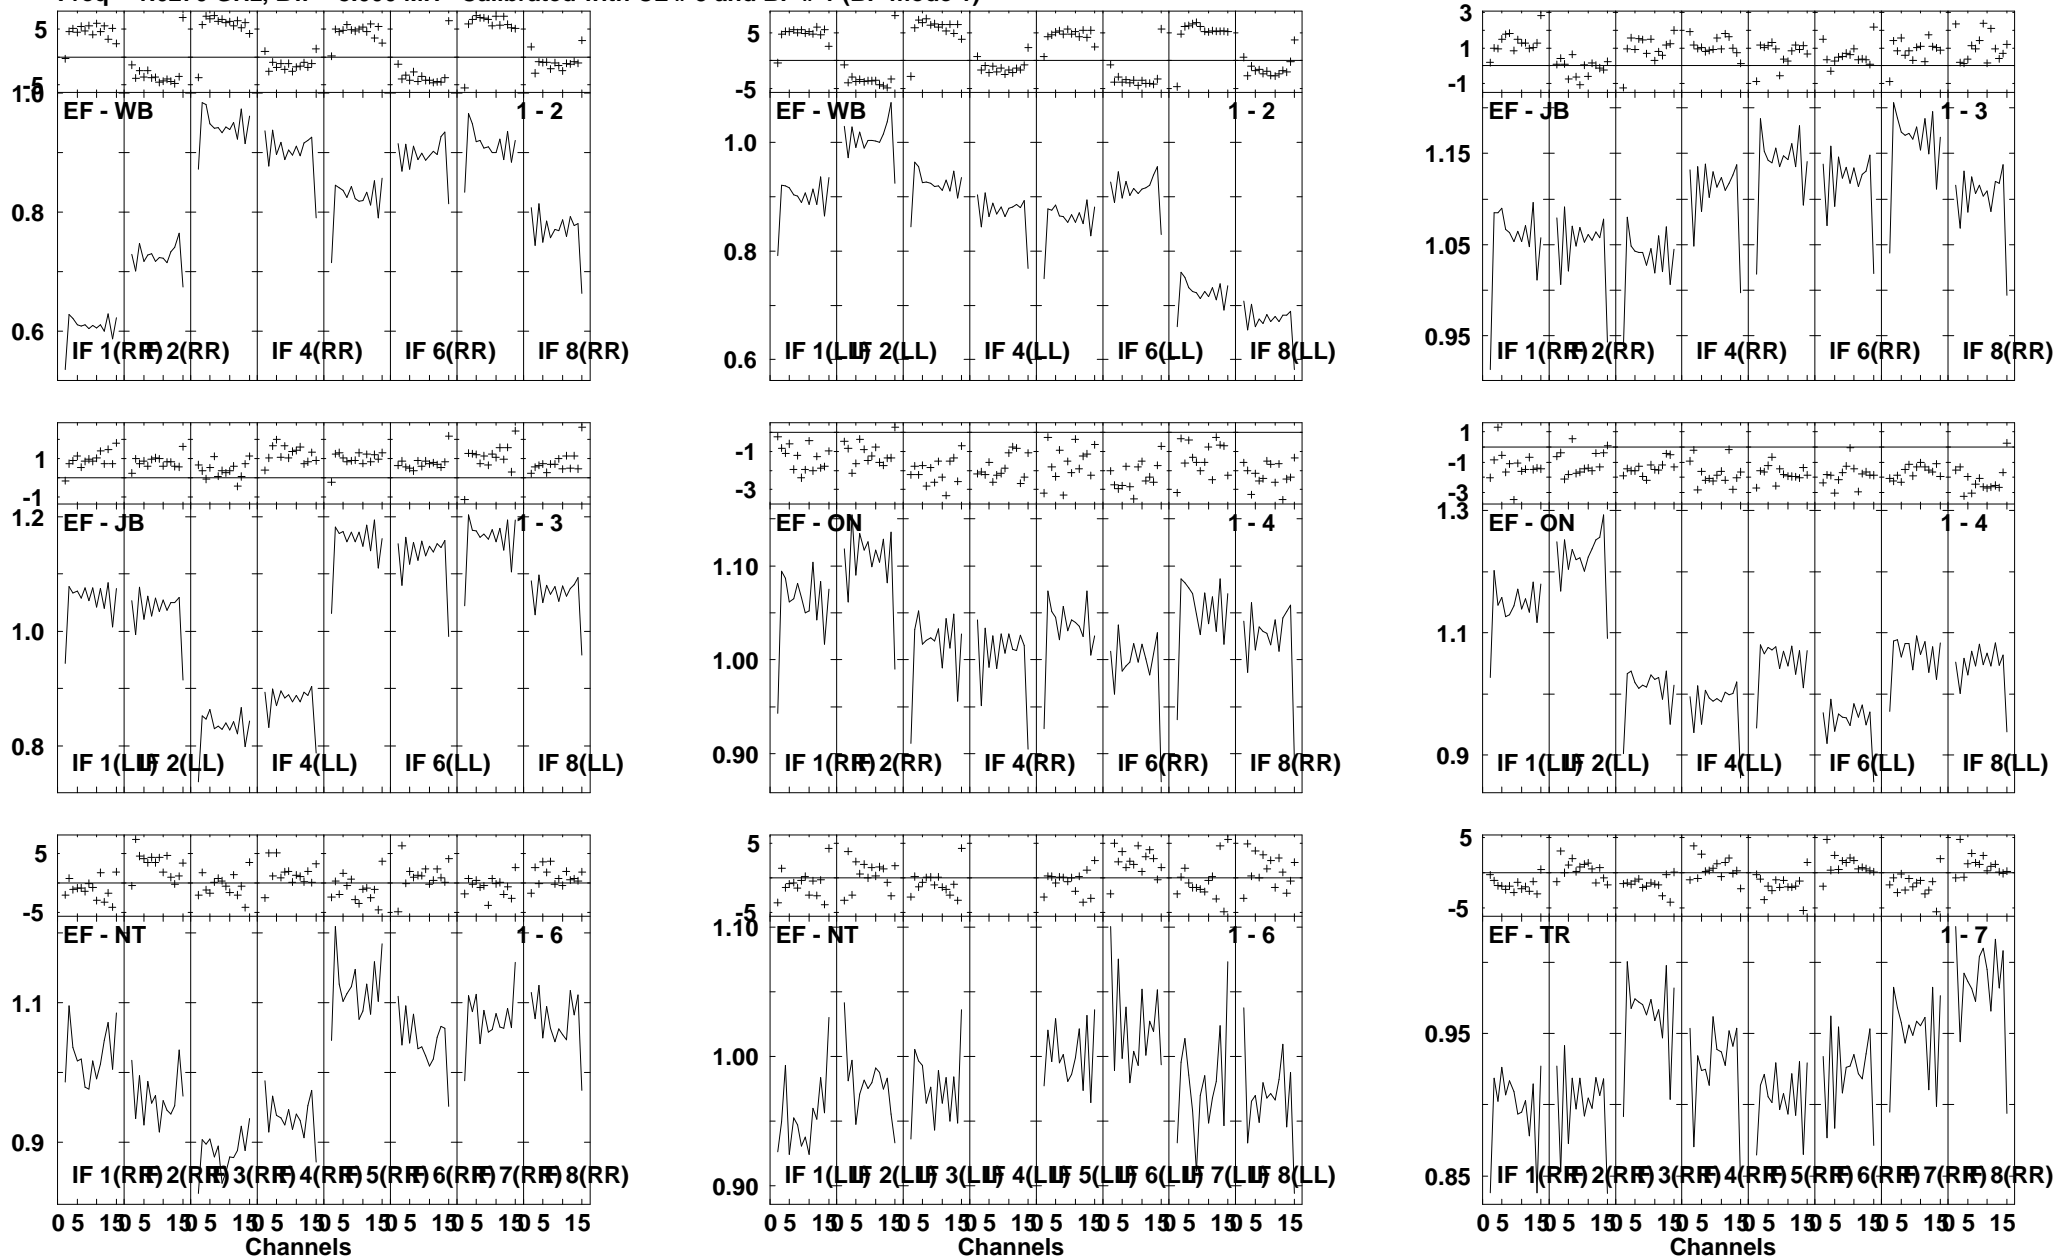 5
-5
1.0
EF - WB
1 - 2
0.8
0.6
IF 1(RR)
IF 2(RR)
IF 4(RR)
IF 6(RR)
IF 8(RR)
5
-5
EF - WB
1 - 2
1.0
0.8
0.6
IF 1(LL)
IF 2(LL)
IF 4(LL)
IF 6(LL)
IF 8(LL)
3
1
-1
EF - JB
1 - 3
1.15
1.05
0.95
IF 1(RR)
IF 2(RR)
IF 4(RR)
IF 6(RR)
IF 8(RR)
1
-1
1.2
EF - JB
1 - 3
1.0
0.8
IF 1(LL)
IF 2(LL)
IF 4(LL)
IF 6(LL)
IF 8(LL)
-1
-3
EF - ON
1 - 4
1.10
1.00
0.90
IF 1(RR)
IF 2(RR)
IF 4(RR)
IF 6(RR)
IF 8(RR)
1
-1
-3
1.3
EF - ON
1 - 4
1.1
0.9
IF 1(LL)
IF 2(LL)
IF 4(LL)
IF 6(LL)
IF 8(LL)
5
-5
EF - NT
1 - 6
1.1
0.9
IF 1(RR)
IF 2(RR)
IF 3(RR)
IF 4(RR)
IF 5(RR)
IF 6(RR)
IF 7(RR)
IF 8(RR)
0 5 15 0 5 15 0 5 15 0 5 15 0 5 15 0 5 15 0 5 15 0 5 15
Channels
5
-5
1.10
EF - NT
1 - 6
1.00
0.90
IF 1(LL)
IF 2(LL)
IF 3(LL)
IF 4(LL)
IF 5(LL)
IF 6(LL)
IF 7(LL)
IF 8(LL)
0 5 15 0 5 15 0 5 15 0 5 15 0 5 15 0 5 15 0 5 15 0 5 15
Channels
5
-5
EF - TR
1 - 7
0.95
0.85
IF 1(RR)
IF 2(RR)
IF 3(RR)
IF 4(RR)
IF 5(RR)
IF 6(RR)
IF 7(RR)
IF 8(RR)
0 5 15 0 5 15 0 5 15 0 5 15 0 5 15 0 5 15 0 5 15 0 5 15
Channels